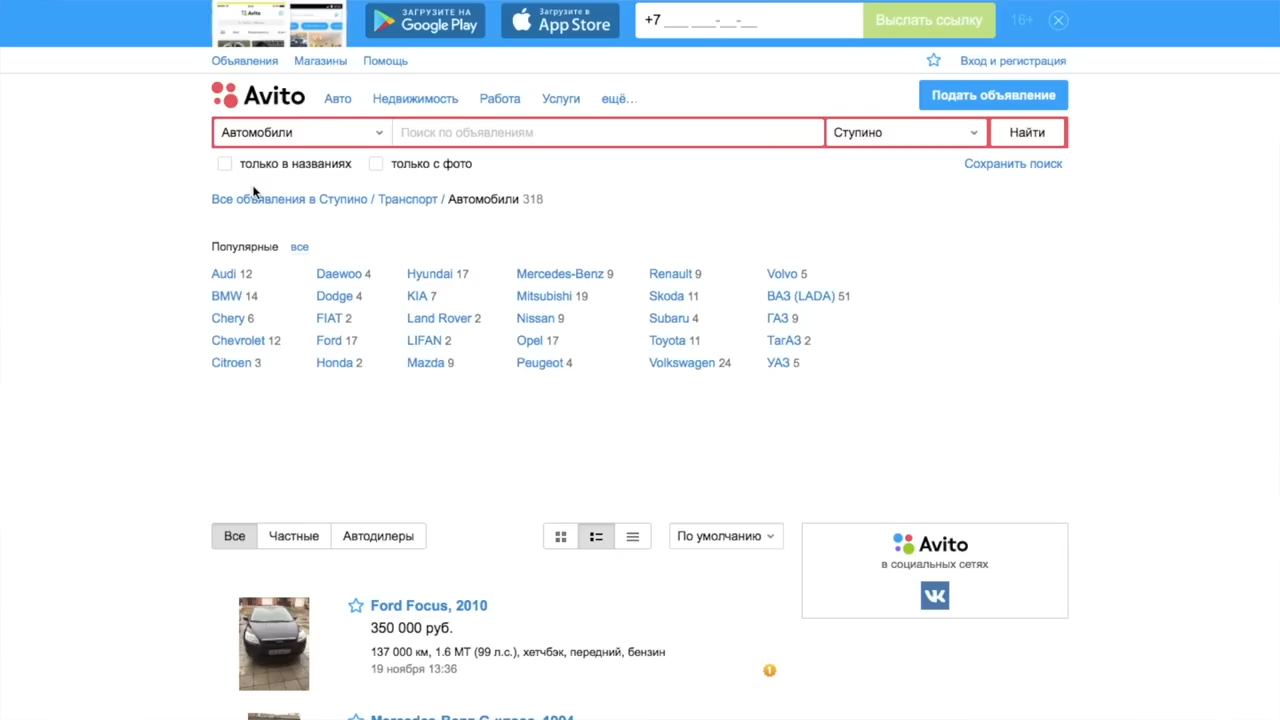 ЗАГРУЗИТЕ НА
Google Play
Загрузите в
App Store
+7 ___ ___-__-__
Выслать ссылку
16+
Объявления Магазины Помощь
Вход и регистрация
Avito
Авто Недвижимость Работа Услуги ещё...
Подать объявление
Автомобили
Поиск по объявлениям
Ступино
Найти
только в названиях только с фото
Сохранить поиск
Все объявления в Ступино / Транспорт / Автомобили 318
Популярные все
Audi 12 Daewoo 4 Hyundai 17 Mercedes-Benz 9 Renault 9 Volvo 5
BMW 14 Dodge 4 KIA 7 Mitsubishi 19 Skoda 11 ВАЗ (LADA) 51
Chery 6 FIAT 2 Land Rover 2 Nissan 9 Subaru 4 ГАЗ 9
Chevrolet 12 Ford 17 LIFAN 2 Opel 17 Toyota 11 ТагАЗ 2
Citroen 3 Honda 2 Mazda 9 Peugeot 4 Volkswagen 24 УАЗ 5
Все Частные Автодилеры
По умолчанию
Avito
в социальных сетях
Ford Focus, 2010
350 000 руб.
137 000 км, 1.6 MT (99 л.с.), хетчбэк, передний, бензин
19 ноября 13:36